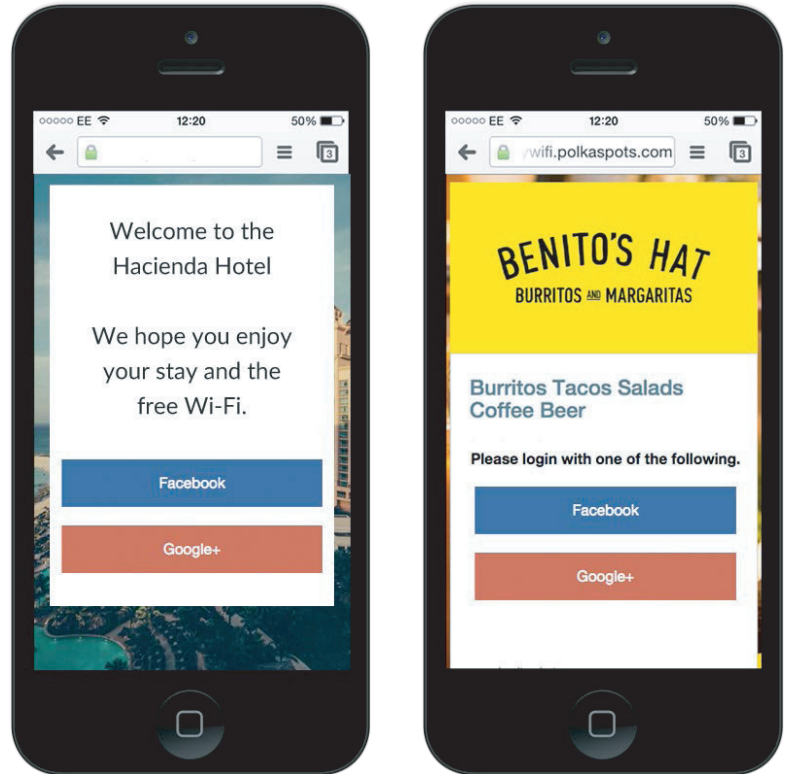 EE 12:20 50%
3
Welcome to the
Hacienda Hotel
We hope you enjoy
your stay and the
free Wi-Fi.
Facebook
Google+
EE 12:20 50%
wifi.polkaspots.com 3
BENITO'S HAT
BURRITOS AND MARGARITAS
Burritos Tacos Salads
Coffee Beer
Please login with one of the following.
Facebook
Google+